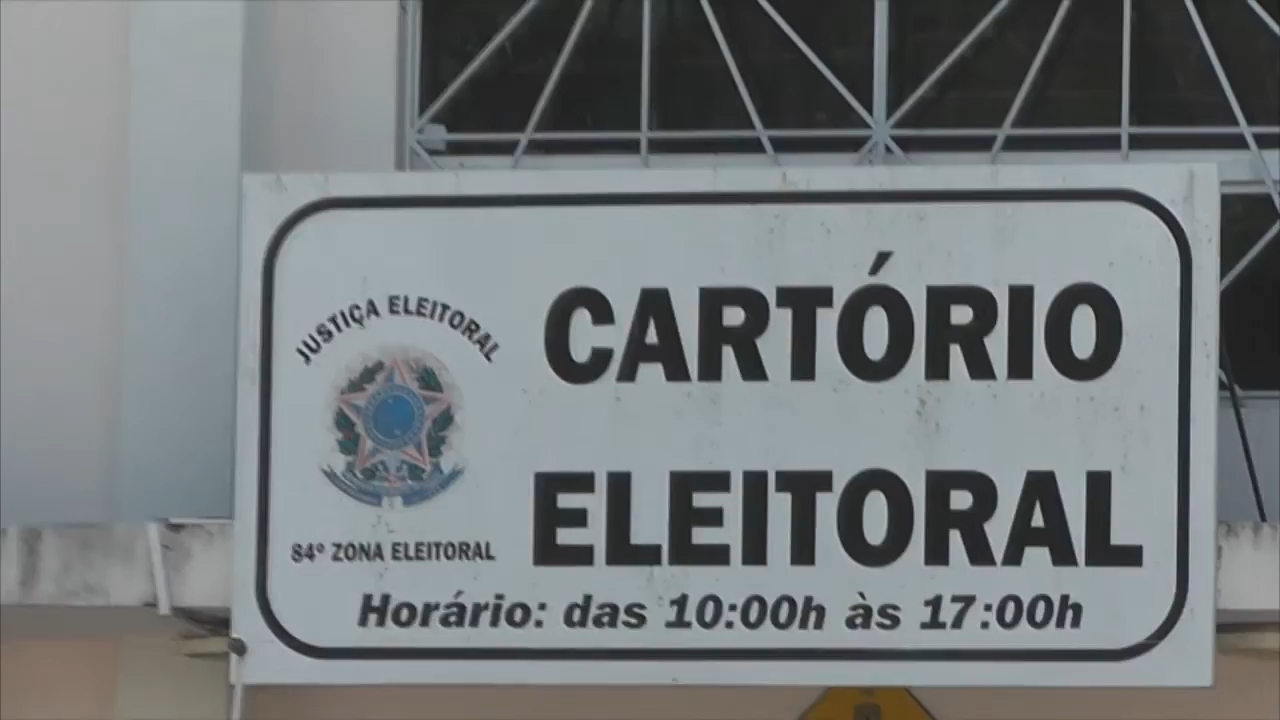 JUSTIÇA ELEITORAL
84º ZONA ELEITORAL
CARTÓRIO
ELEITORAL
Horário: das 10:00h às 17:00h